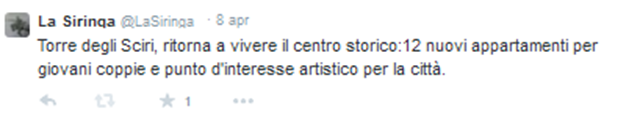 La Siringa @LaSiringa · 8 apr
Torre degli Sciri, ritorna a vivere il centro storico:12 nuovi appartamenti per
giovani coppie e punto d'interesse artistico per la città.
1